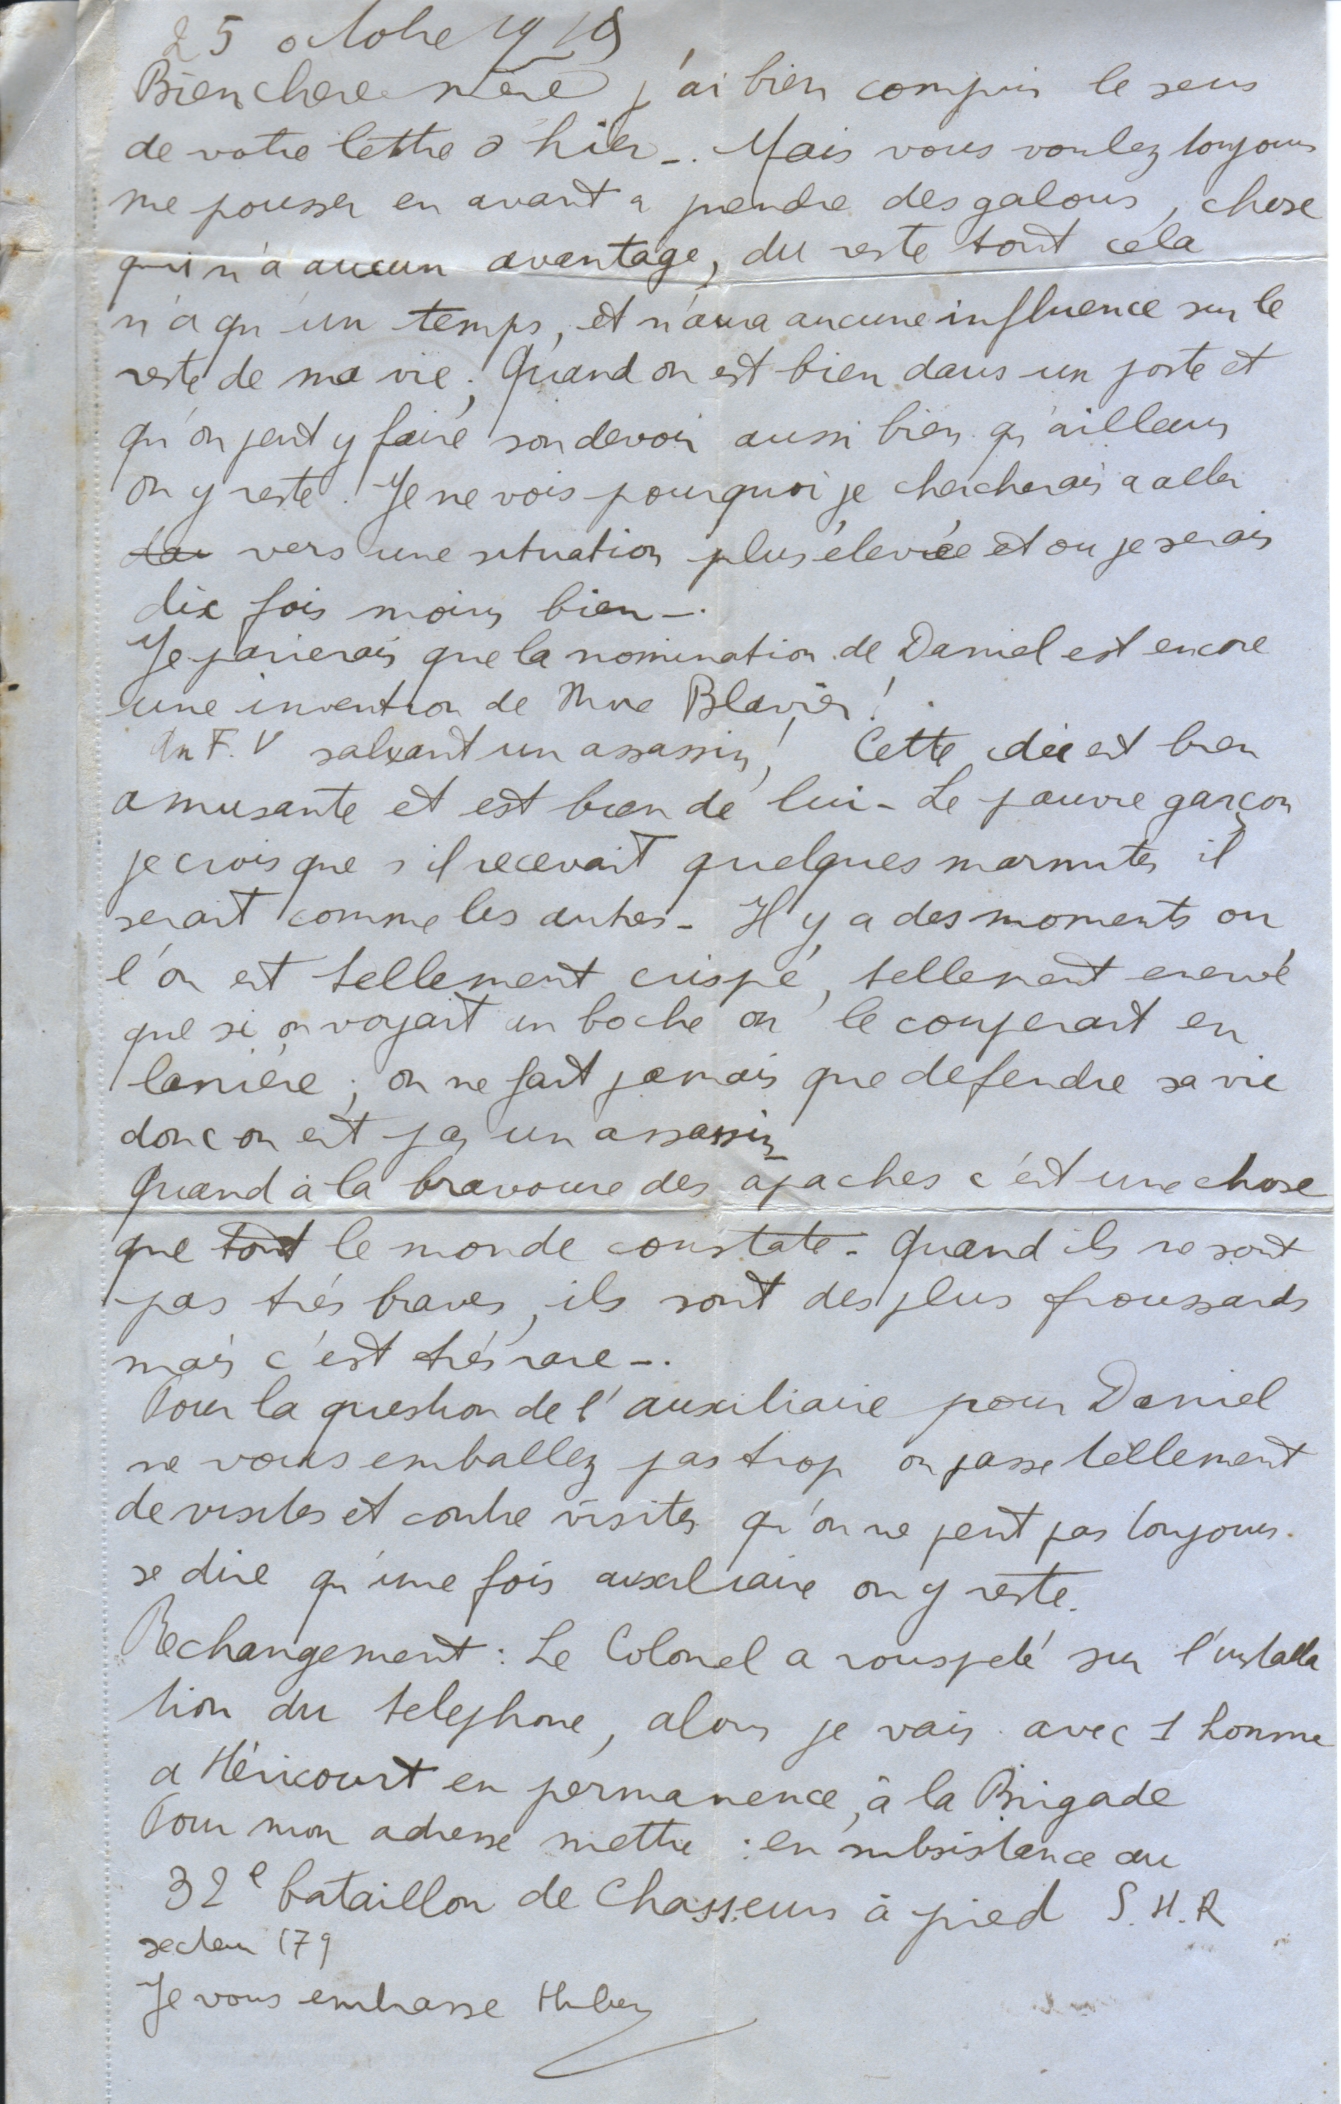 25 octobre 1915
Bien chère mère j'ai bien compris le sens
de votre lettre d'hier -. Mais vous voulez toujours
me pousser en avant a prendre des galons, chose
qui n'a aucun avantage, du reste tout cela
n'a qu'un temps, et n'aura aucune influence sur le
reste de ma vie. Quand on est bien dans un poste et
qu'on peut y faire son devoir aussi bien qu'ailleurs
on y reste. Je ne vois pourquoi je chercherais a aller
vers une situation plus élevée et ou je serais
dix fois moins bien -.
Je parierais que la nomination de Daniel est encore
une invention de Mme Blavier !
Un F. V saluant un assassin ! Cette idée est bien
amusante et est bien de lui - Le pauvre garçon
je crois que s'il recevait quelques marmites il
serait comme les autres - Il y a des moments ou
l'on est tellement crispé, tellement enervé
que si on voyait un boche on le couperait en
lanière ; on ne fait jamais que defendre sa vie
donc on est pas un assassin
Quand à la bravoure des apaches c'est une chose
que tout le monde constate - Quand ils ne sont
pas très braves, ils sont des plus froussards
mais c'est très rare -.
Pour la question de l'auxiliaire pour Daniel
ne vous emballez pas trop on passe tellement
de visites et contre visites qu'on ne peut pas toujours
se dire qu'une fois auxiliaire on y reste.
Rechangement : Le Colonel a rouspeté sur l'installa
tion du telephone, alors je vais avec 1 homme
a Héricourt en permanence, à la Brigade
Pour mon adresse mettre : en subsistance au
32e bataillon de Chasseurs à pied S. H. R
secteur 179
Je vous embrasse Hubert